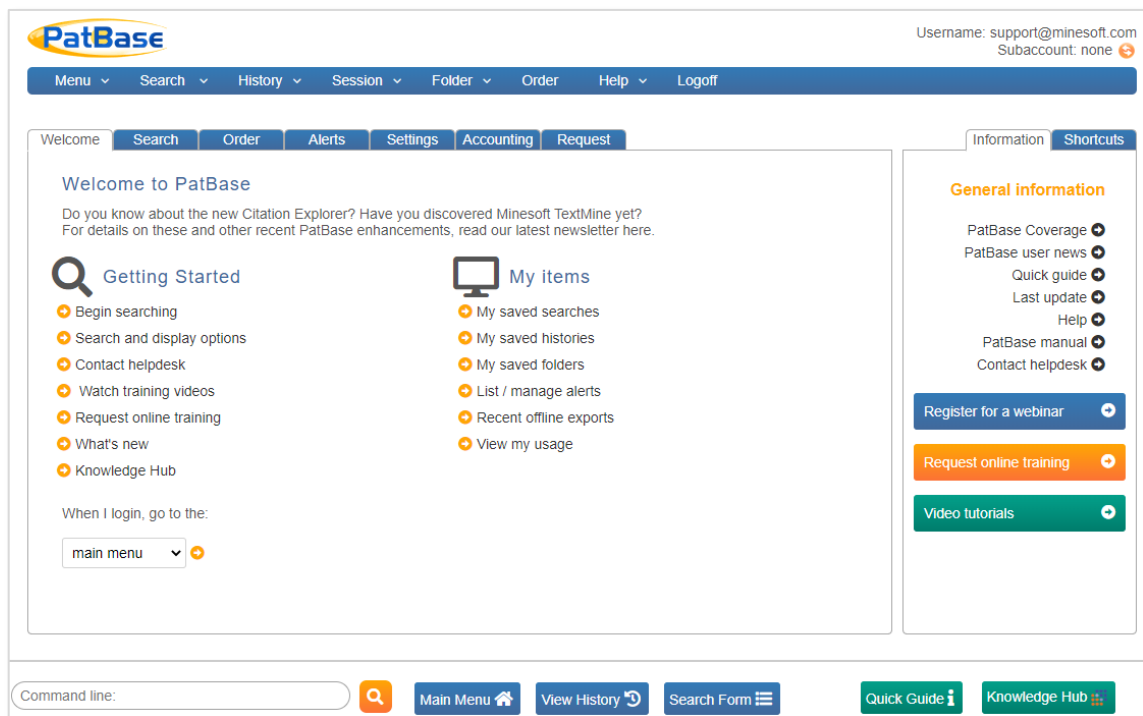 PatBase
Username: support@minesoft.com
Subaccount: none
Menu Search History Session Folder Order Help Logoff
Welcome Search Order Alerts Settings Accounting Request
Information Shortcuts
Welcome to PatBase
Do you know about the new Citation Explorer? Have you discovered Minesoft TextMine yet?
For details on these and other recent PatBase enhancements, read our latest newsletter here.
Getting Started
Begin searching
Search and display options
Contact helpdesk
Watch training videos
Request online training
What's new
Knowledge Hub
When I login, go to the:
main menu
My items
My saved searches
My saved histories
My saved folders
List / manage alerts
Recent offline exports
View my usage
General information
PatBase Coverage
PatBase user news
Quick guide
Last update
Help
PatBase manual
Contact helpdesk
Register for a webinar
Request online training
Video tutorials
Command line:
Main Menu
View History
Search Form
Quick Guide
Knowledge Hub